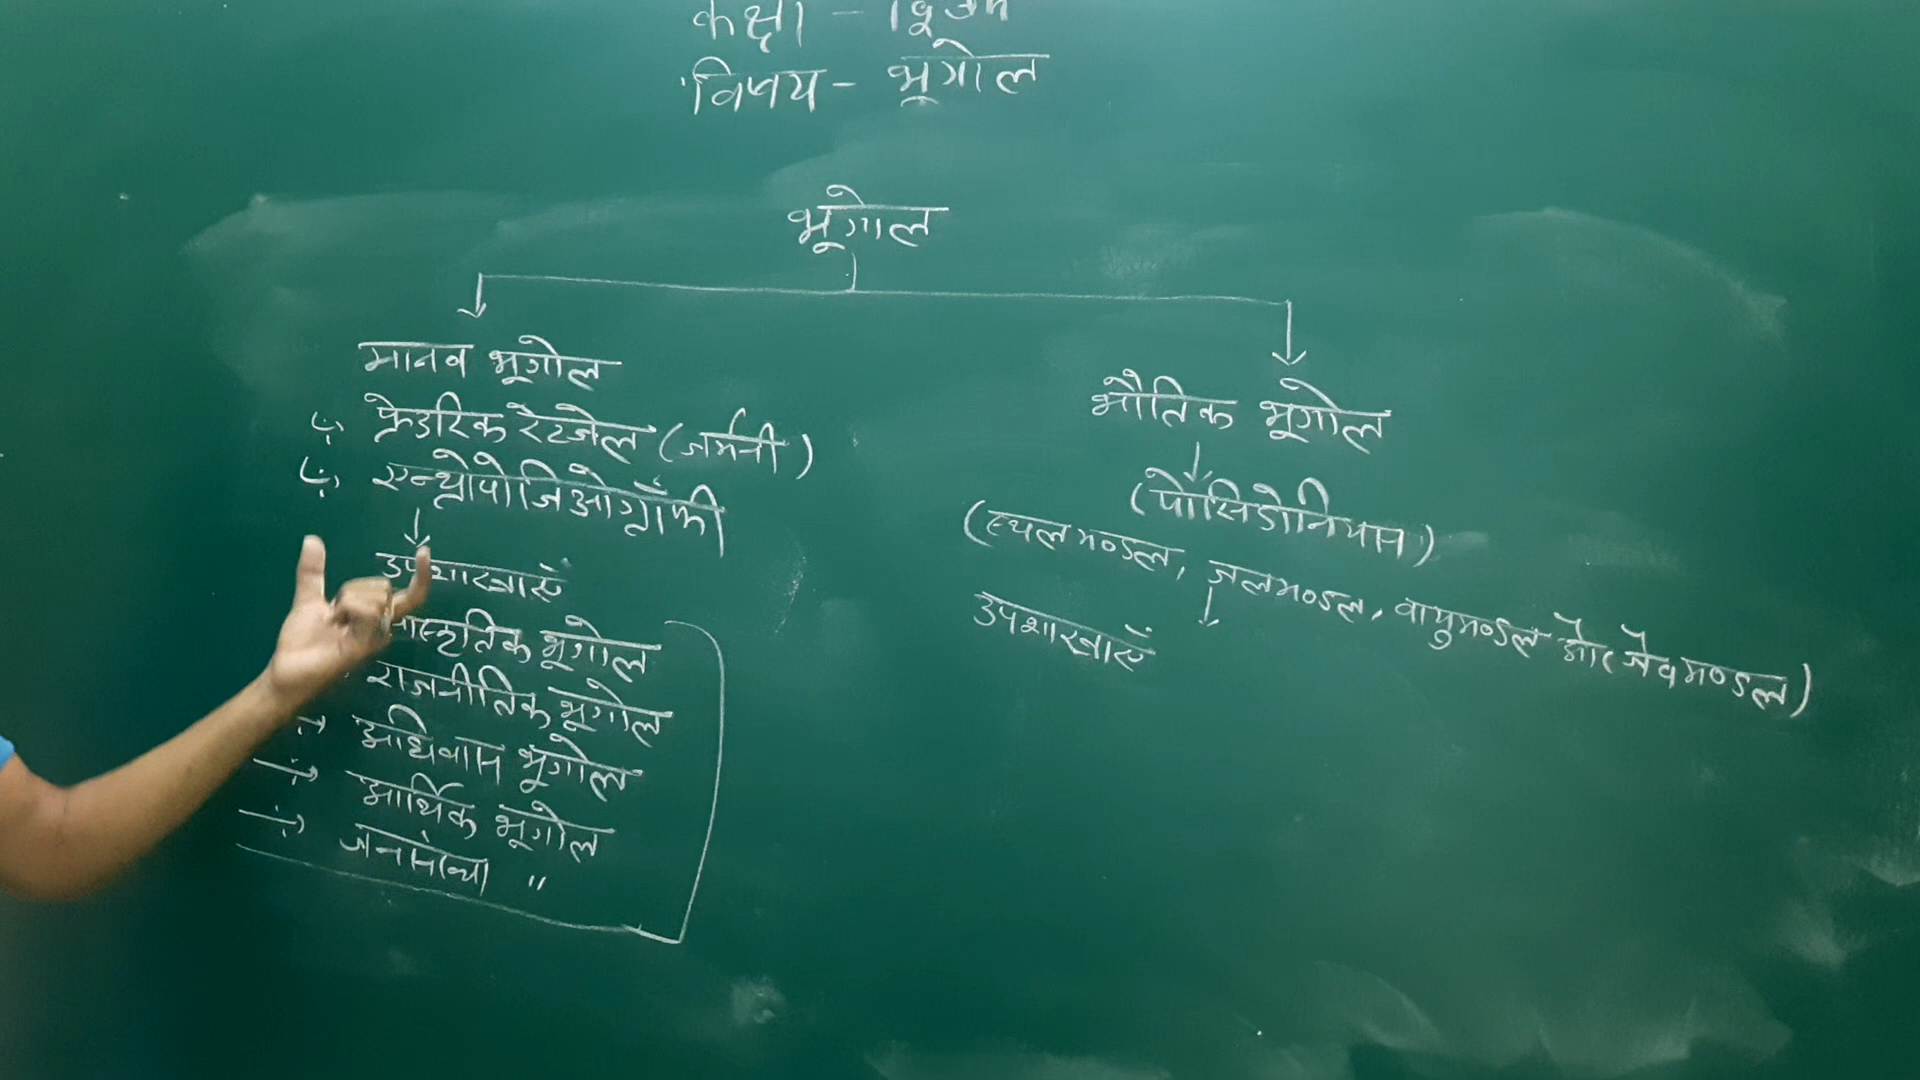 कक्षा -
विषय - भूगोल
भूगोल
मानव भूगोल
फ्रेडरिक रैटजेल (जर्मनी)
एन्थ्रोपोजिओग्रॉफी
उपशाखाएँ
सांस्कृतिक भूगोल
राजनीतिक भूगोल
अधिवास भूगोल
आर्थिक भूगोल
जनसंख्या "
भौतिक भूगोल
(पोसिडोनियस)
(स्थलमण्डल, जलमण्डल, वायुमण्डल और जैवमण्डल)
उपशाखाएँ